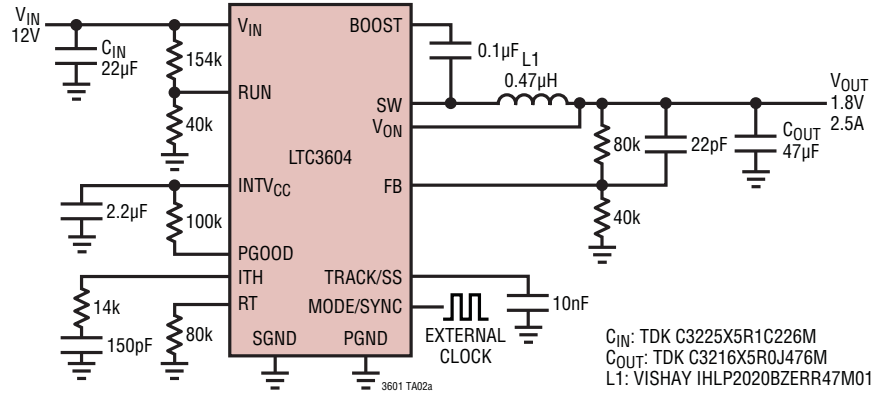 VIN
12V
CIN
22µF
154k
40k
VIN
RUN
BOOST
SW
VON
0.1µF
L1
0.47µH
VOUT
1.8V
2.5A
LTC3604
80k
22pF
COUT
47µF
INTVCC
FB
2.2µF
100k
40k
PGOOD
ITH
RT
TRACK/SS
MODE/SYNC
14k
150pF
80k
10nF
EXTERNAL
CLOCK
SGND
PGND
3601 TA02a
CIN: TDK C3225X5R1C226M
COUT: TDK C3216X5R0J476M
L1: VISHAY IHLP2020BZERR47M01